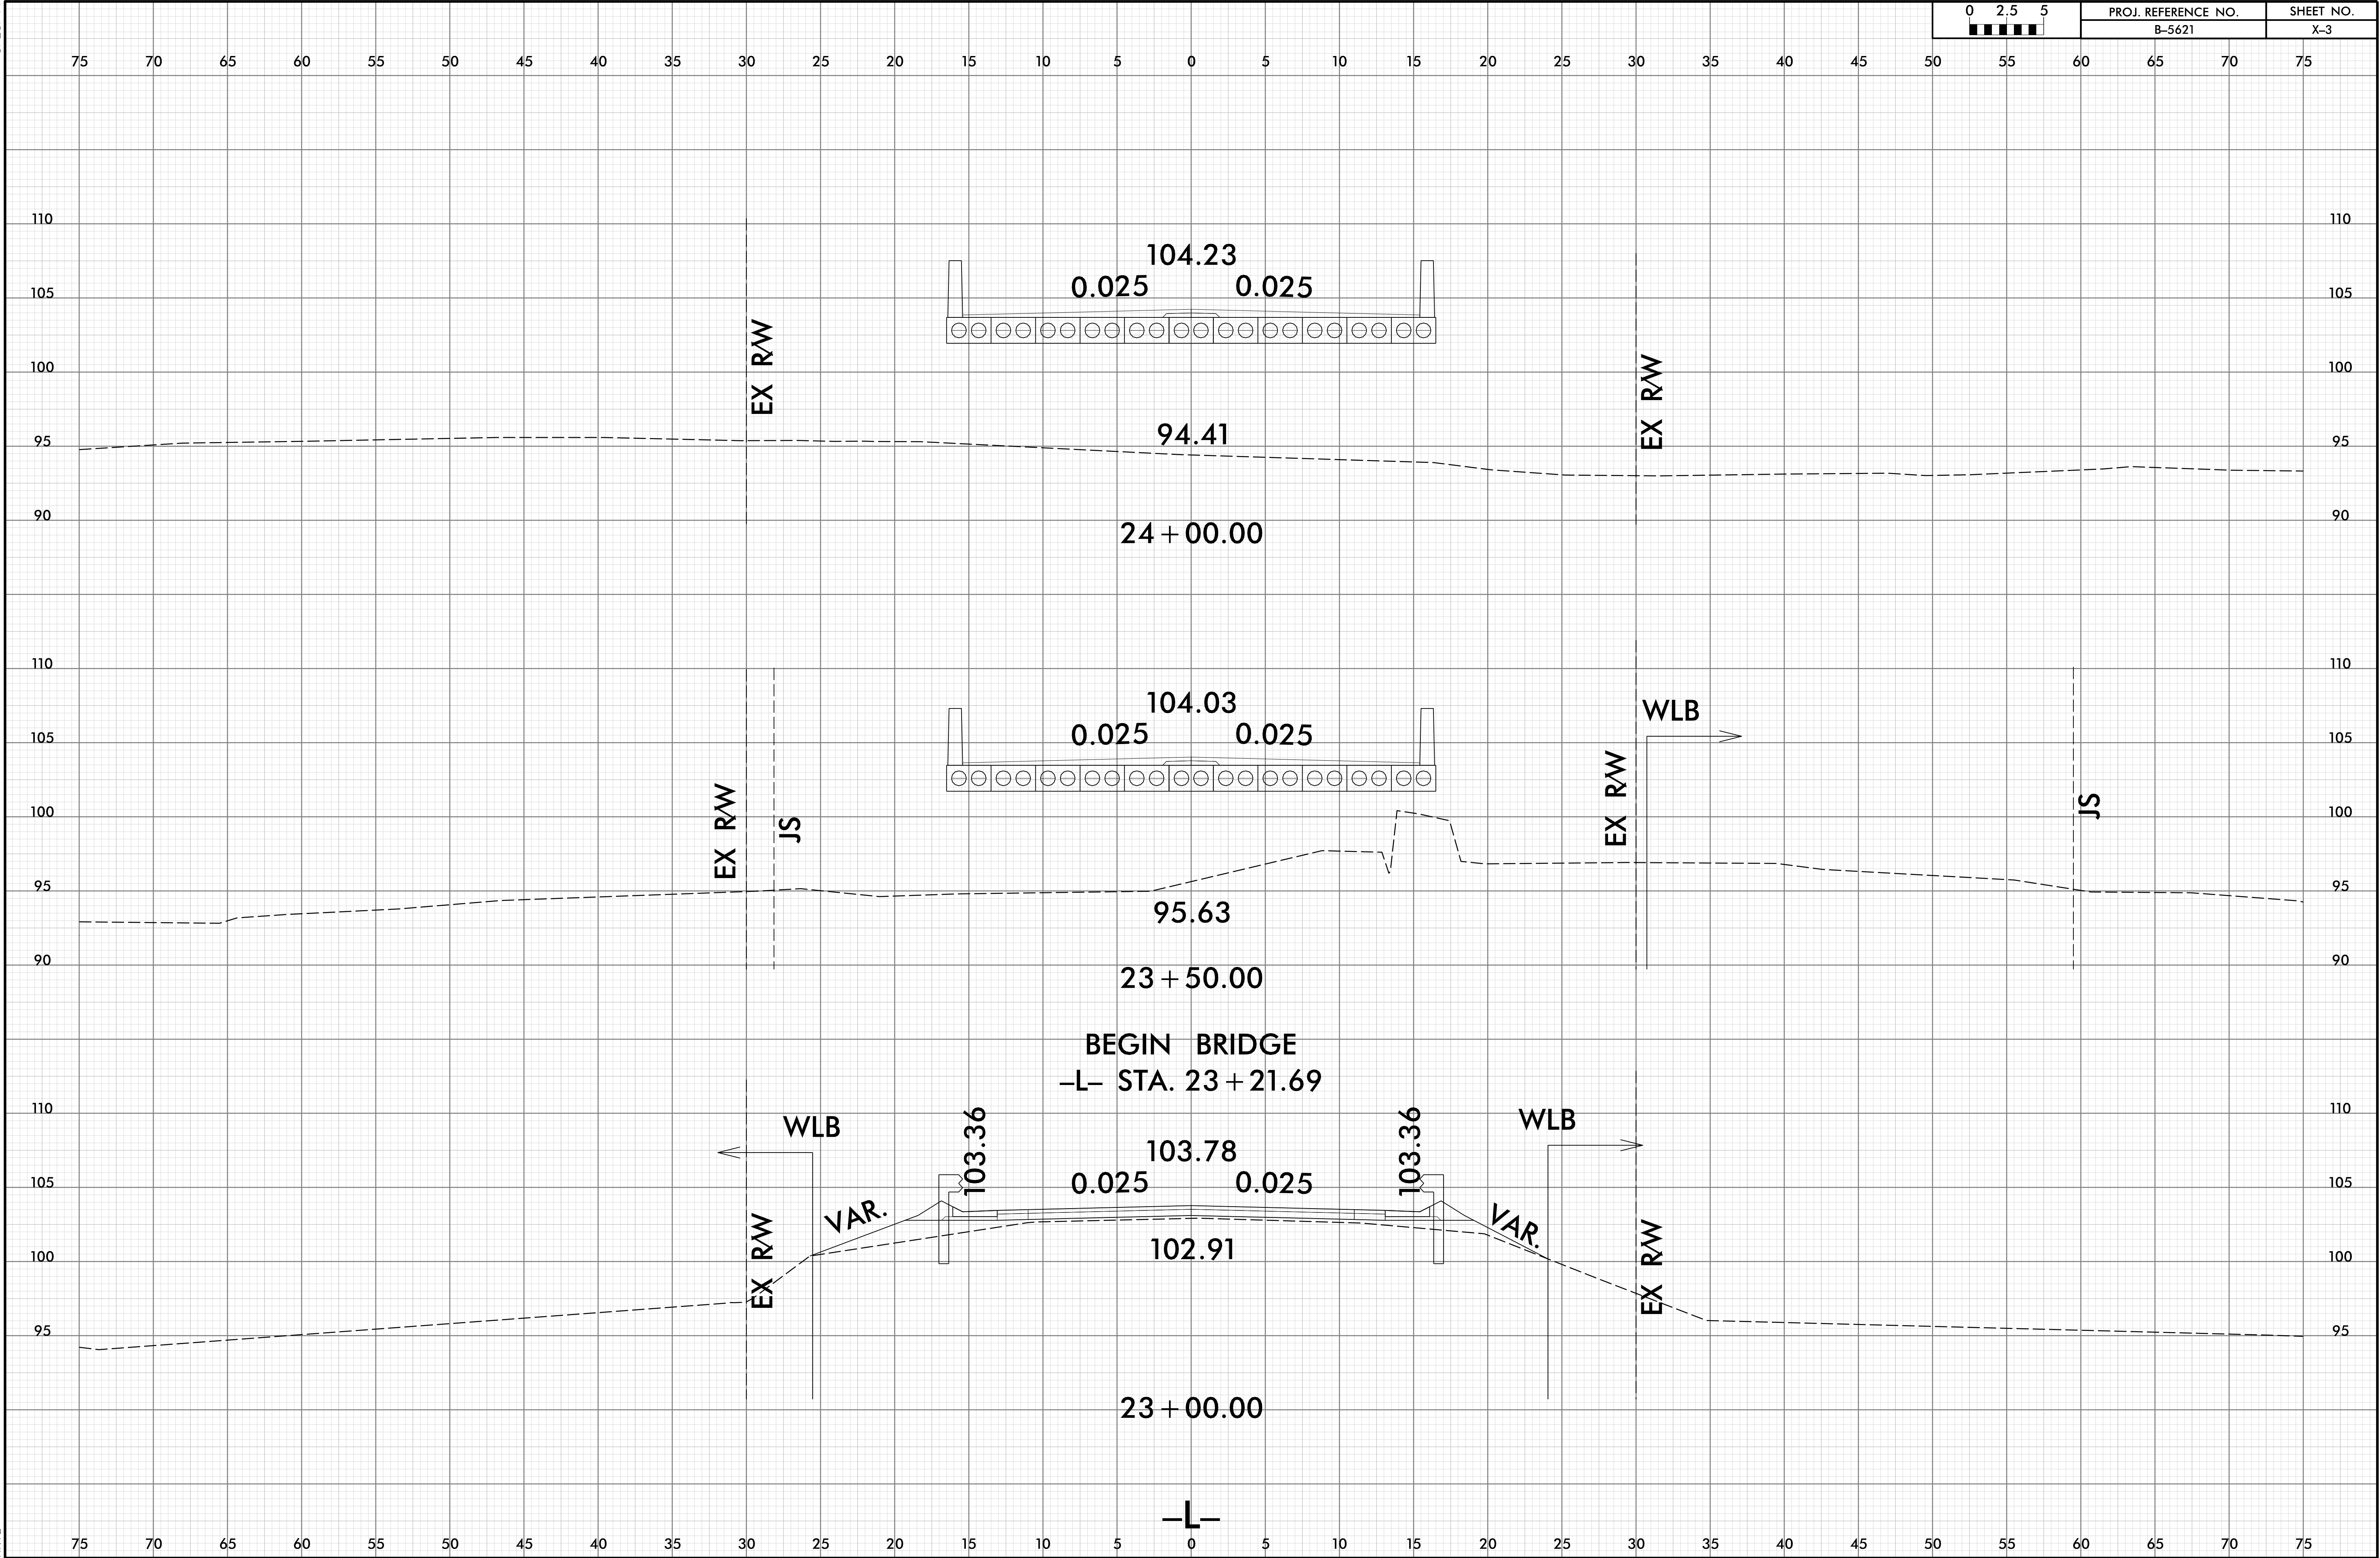 0 2.5 5
PROJ. REFERENCE NO. SHEET NO.
B–5621 X–3
75 70 65 60 55 50 45 40 35 30 25 20 15 10 5 0 5 10 15 20 25 30 35 40 45 50 55 60 65 70 75
110 110
104.23
105 0.025 0.025 105
EX R/W
EX R/W
100 100
95 94.41 95
90 90
24+00.00
110 110
104.03
WLB
105 0.025 0.025 105
EX R/W
JS
EX R/W
JS
100 100
95 95
95.63
90 90
23+50.00
BEGIN BRIDGE
–L– STA. 23+21.69
110 110
WLB
103.36
103.78
103.36
WLB
105 0.025 0.025 105
VAR.
VAR.
EX R/W
EX R/W
100 102.91 100
95 95
23+00.00
–L–
75 70 65 60 55 50 45 40 35 30 25 20 15 10 5 0 5 10 15 20 25 30 35 40 45 50 55 60 65 70 75